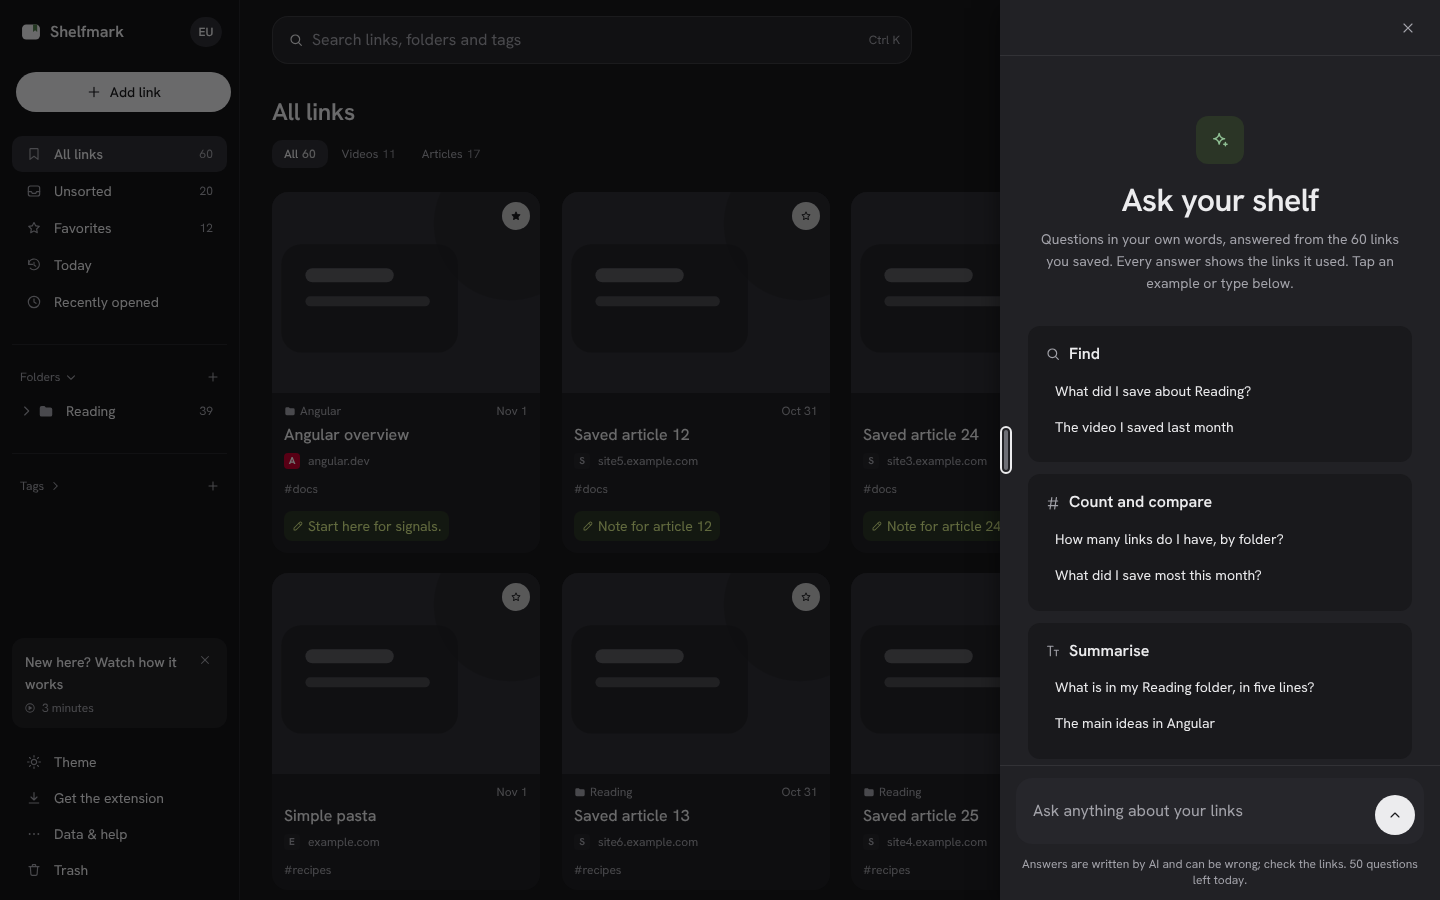 Shelfmark
EU
Add link
All links 60
Unsorted 20
Favorites 12
Today
Recently opened
Folders
Reading 39
Tags
New here? Watch how it
works
3 minutes
Theme
Get the extension
Data & help
Trash
Search links, folders and tags Ctrl K
All links
All 60 Videos 11 Articles 17
Angular Nov 1
Angular overview
A angular.dev
#docs
Start here for signals.
Oct 31
Saved article 12
S site5.example.com
#docs
Note for article 12
Saved article 24
S site3.example.com
#docs
Note for article 24
Nov 1
Simple pasta
E example.com
#recipes
Reading Oct 31
Saved article 13
S site6.example.com
#recipes
Reading
Saved article 25
S site4.example.com
#recipes
Ask your shelf
Questions in your own words, answered from the 60 links
you saved. Every answer shows the links it used. Tap an
example or type below.
Find
What did I save about Reading?
The video I saved last month
# Count and compare
How many links do I have, by folder?
What did I save most this month?
Tт Summarise
What is in my Reading folder, in five lines?
The main ideas in Angular
Ask anything about your links
Answers are written by AI and can be wrong; check the links. 50 questions
left today.